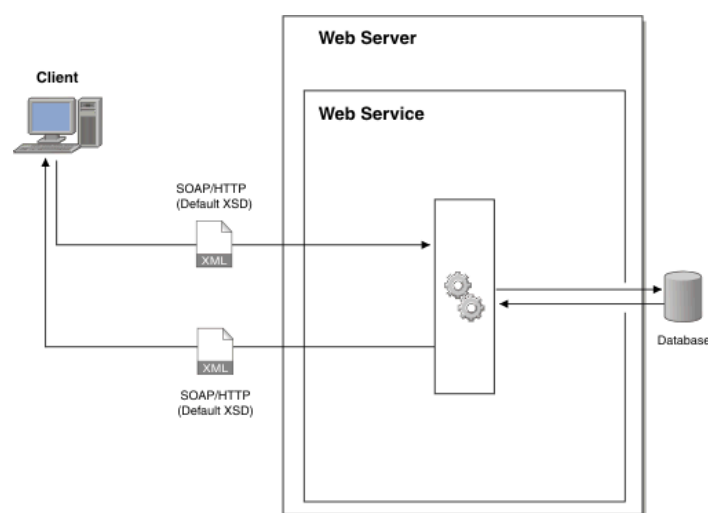 Web Server
Client
Web Service
SOAP/HTTP
(Default XSD)
XML
Database
XML
SOAP/HTTP
(Default XSD)